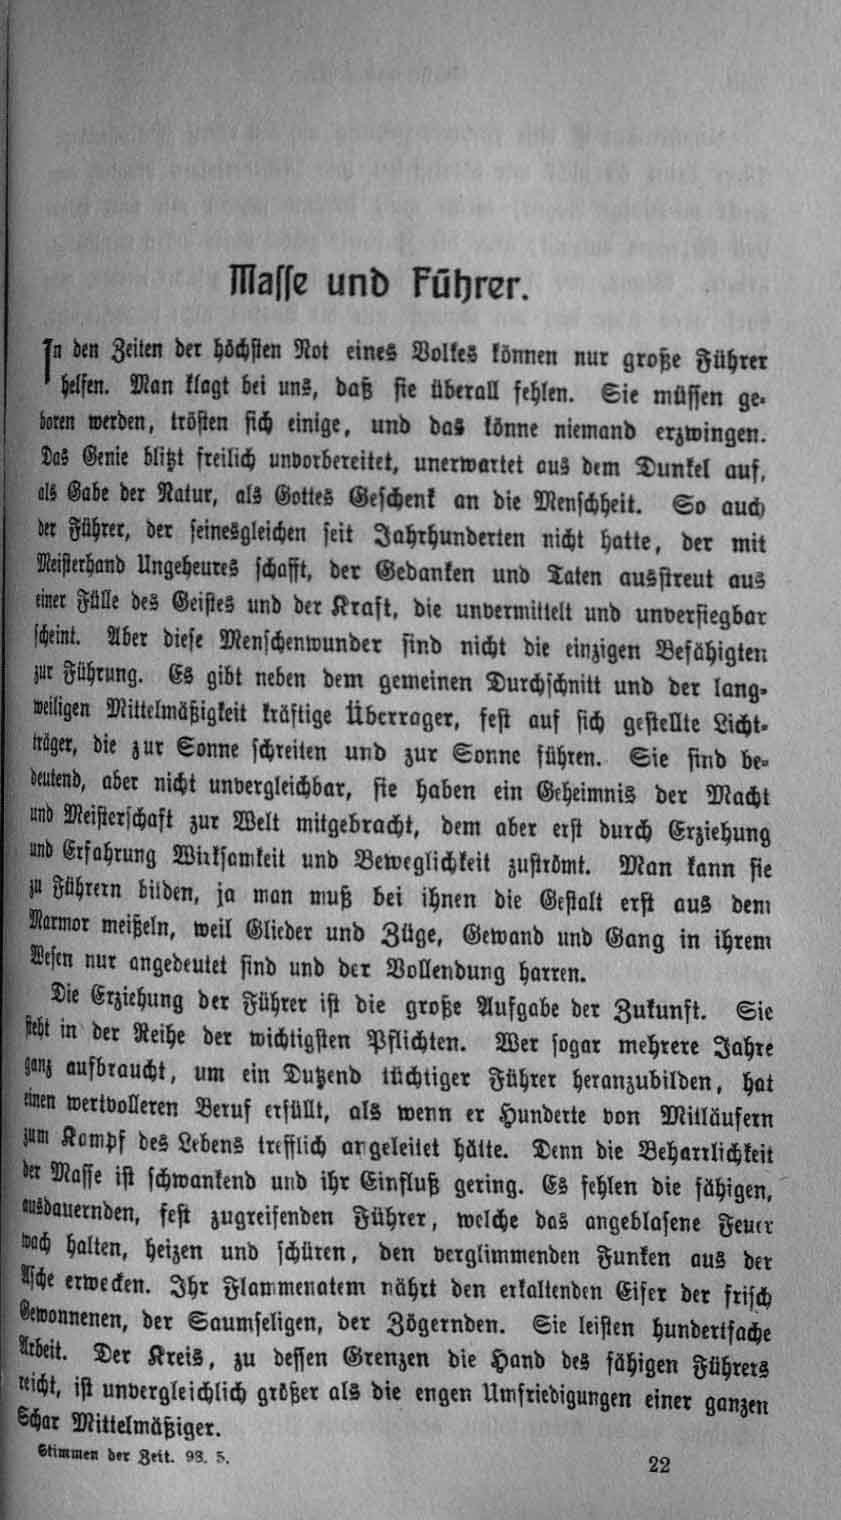 Masse und Führer.
In den Zeiten der höchsten Not eines Volkes können nur große Führer
helfen. Man klagt bei uns, daß sie überall fehlen. Sie müssen ge-
boren werden, trösten sich einige, und das könne niemand erzwingen.
Das Genie blitzt freilich unvorbereitet, unerwartet aus dem Dunkel auf,
als Gabe der Natur, als Gottes Geschenk an die Menschheit. So auch
der Führer, der seinesgleichen seit Jahrhunderten nicht hatte, der mit
Meisterhand Ungeheures schafft, der Gedanken und Taten ausstreut aus
einer Fülle des Geistes und der Kraft, die unvermittelt und unversiegbar
scheint. Aber diese Menschenwunder sind nicht die einzigen Befähigten
zur Führung. Es gibt neben dem gemeinen Durchschnitt und der lang-
weiligen Mittelmäßigkeit kräftige Überrager, fest auf sich gestellte Licht-
träger, die zur Sonne schreiten und zur Sonne führen. Sie sind be-
deutend, aber nicht unvergleichbar, sie haben ein Geheimnis der Macht
und Meisterschaft zur Welt mitgebracht, dem aber erst durch Erziehung
und Erfahrung Wirksamkeit und Beweglichkeit zuströmt. Man kann sie
zu Führern bilden, ja man muß bei ihnen die Gestalt erst aus dem
Marmor meißeln, weil Glieder und Züge, Gewand und Gang in ihrem
Wesen nur angedeutet sind und der Vollendung harren.
Die Erziehung der Führer ist die große Aufgabe der Zukunft. Sie
steht in der Reihe der wichtigsten Pflichten. Wer sogar mehrere Jahre
ganz aufbraucht, um ein Dutzend tüchtiger Führer heranzubilden, hat
einen wertvolleren Beruf erfüllt, als wenn er Hunderte von Mitläufern
zum Kampf des Lebens trefflich angeleitet hätte. Denn die Beharrlichkeit
der Masse ist schwankend und ihr Einfluß gering. Es fehlen die fähigen,
ausdauernden, fest zugreifenden Führer, welche das angeblasene Feuer
wach halten, heizen und schüren, den verglimmenden Funken aus der
Asche erwecken. Ihr Flammenatem nährt den erkaltenden Eifer der frisch
Gewonnenen, der Saumseligen, der Zögernden. Sie leisten hundertfache
Arbeit. Der Kreis, zu dessen Grenzen die Hand des fähigen Führers
reicht, ist unvergleichlich größer als die engen Umfriedigungen einer ganzen
Schar Mittelmäßiger.
Stimmen der Zeit. 93. 5.
22